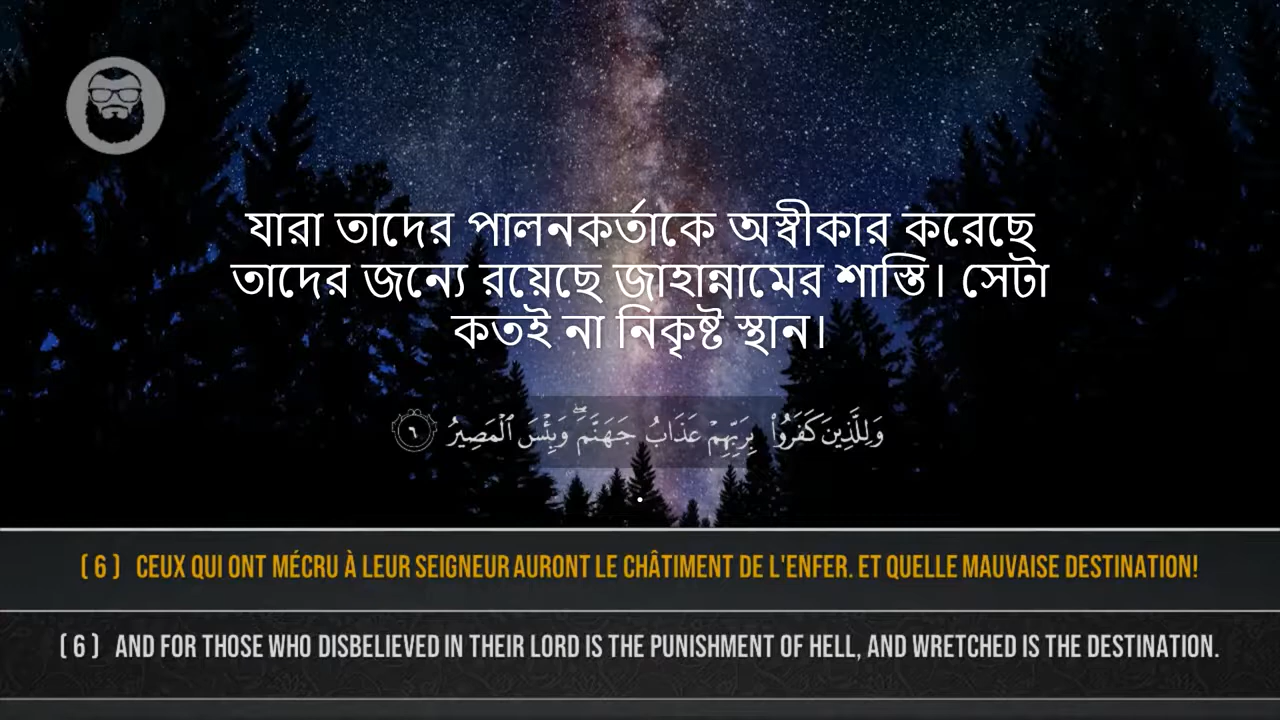 যারা তাদের পালনকর্তাকে অস্বীকার করেছে
তাদের জন্যে রয়েছে জাহান্নামের শাস্তি। সেটা
কতই না নিকৃষ্ট স্থান।
وَلِلَّذِينَ كَفَرُوا۟ بِرَبِّهِمْ عَذَابُ جَهَنَّمَ ۖ وَبِئْسَ ٱلْمَصِيرُ ٦
.
( 6 ) CEUX QUI ONT MÉCRU À LEUR SEIGNEUR AURONT LE CHÂTIMENT DE L'ENFER. ET QUELLE MAUVAISE DESTINATION!
( 6 ) AND FOR THOSE WHO DISBELIEVED IN THEIR LORD IS THE PUNISHMENT OF HELL, AND WRETCHED IS THE DESTINATION.